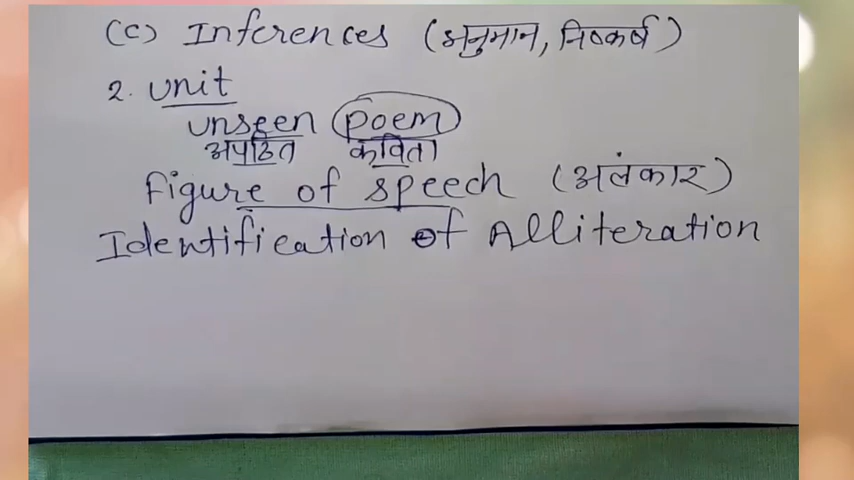 (C) Inferences (अनुमान, निष्कर्ष)
2. Unit
unseen poem
अपठित कविता
Figure of speech (अलंकार)
Identification of Alliteration